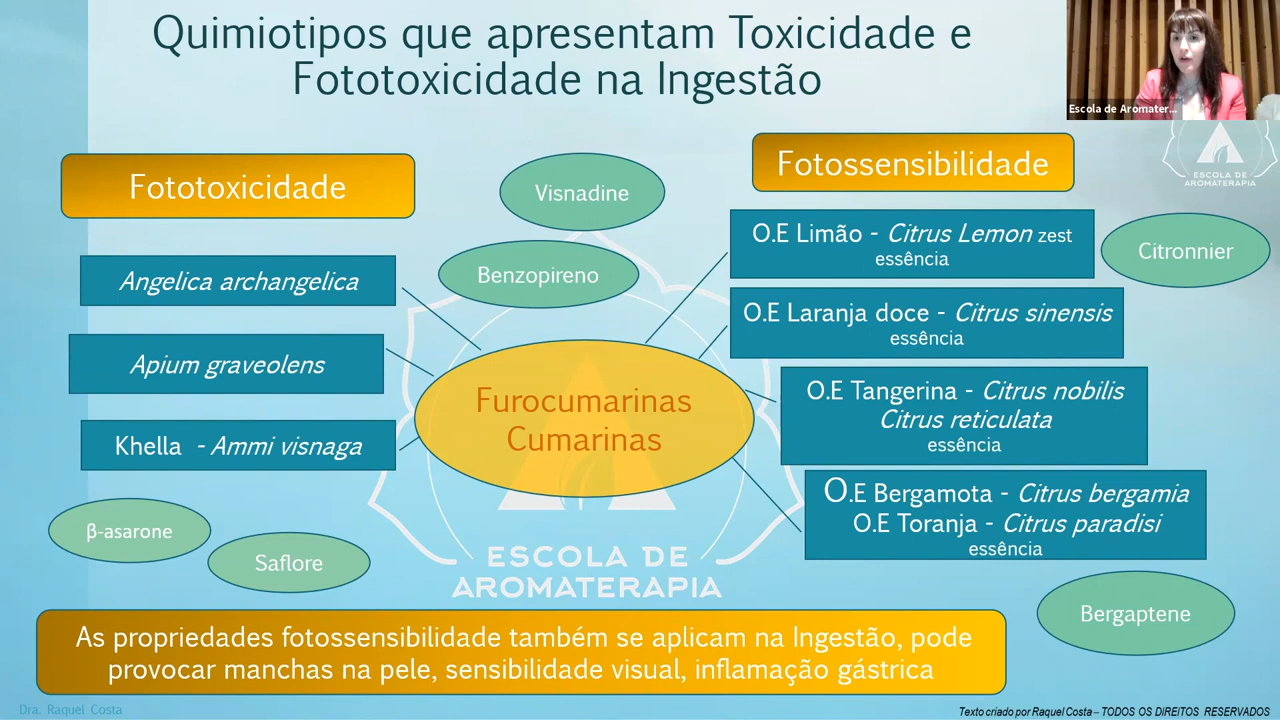 Quimiotipos que apresentam Toxicidade e
Fototoxicidade na Ingestão
Escola de Aromater...
ESCOLA DE
AROMATERAPIA
Fototoxicidade
Angelica archangelica
Apium graveolens
Khella - Ammi visnaga
β-asarone
Saflore
Visnadine
Benzopireno
Furocumarinas
Cumarinas
ESCOLA DE
AROMATERAPIA
Fotossensibilidade
O.E Limão - Citrus Lemon zest
essência
Citronnier
O.E Laranja doce - Citrus sinensis
essência
O.E Tangerina - Citrus nobilis
Citrus reticulata
essência
O.E Bergamota - Citrus bergamia
O.E Toranja - Citrus paradisi
essência
Bergaptene
As propriedades fotossensibilidade também se aplicam na Ingestão, pode
provocar manchas na pele, sensibilidade visual, inflamação gástrica
Dra. Raquel Costa
Texto criado por Raquel Costa – TODOS OS DIREITOS RESERVADOS